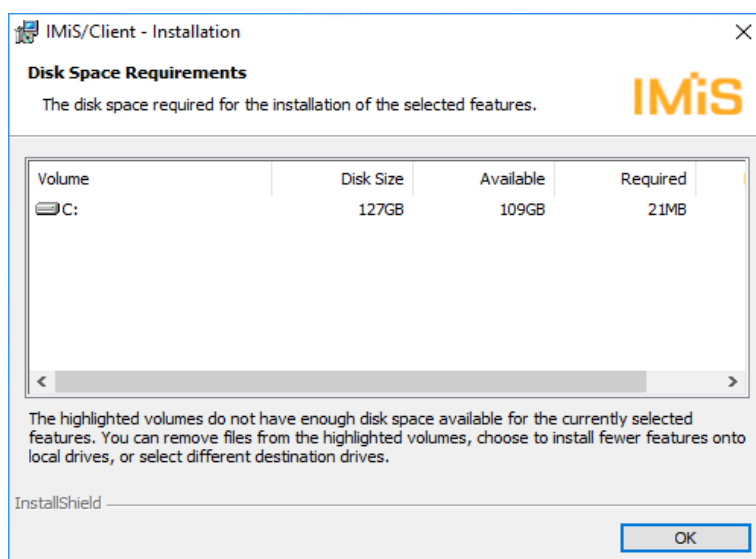 IMiS/Client - Installation
Disk Space Requirements
The disk space required for the installation of the selected features.
IMiS
Volume Disk Size Available Required
C: 127GB 109GB 21MB
The highlighted volumes do not have enough disk space available for the currently selected
features. You can remove files from the highlighted volumes, choose to install fewer features onto
local drives, or select different destination drives.
InstallShield
OK